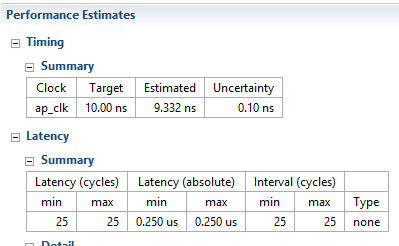 Performance Estimates
Timing
Summary
Clock Target Estimated Uncertainty
ap_clk 10.00 ns 9.332 ns 0.10 ns
Latency
Summary
Latency (cycles) Latency (absolute) Interval (cycles)
min max min max min max Type
25 25 0.250 us 0.250 us 25 25 none
Detail